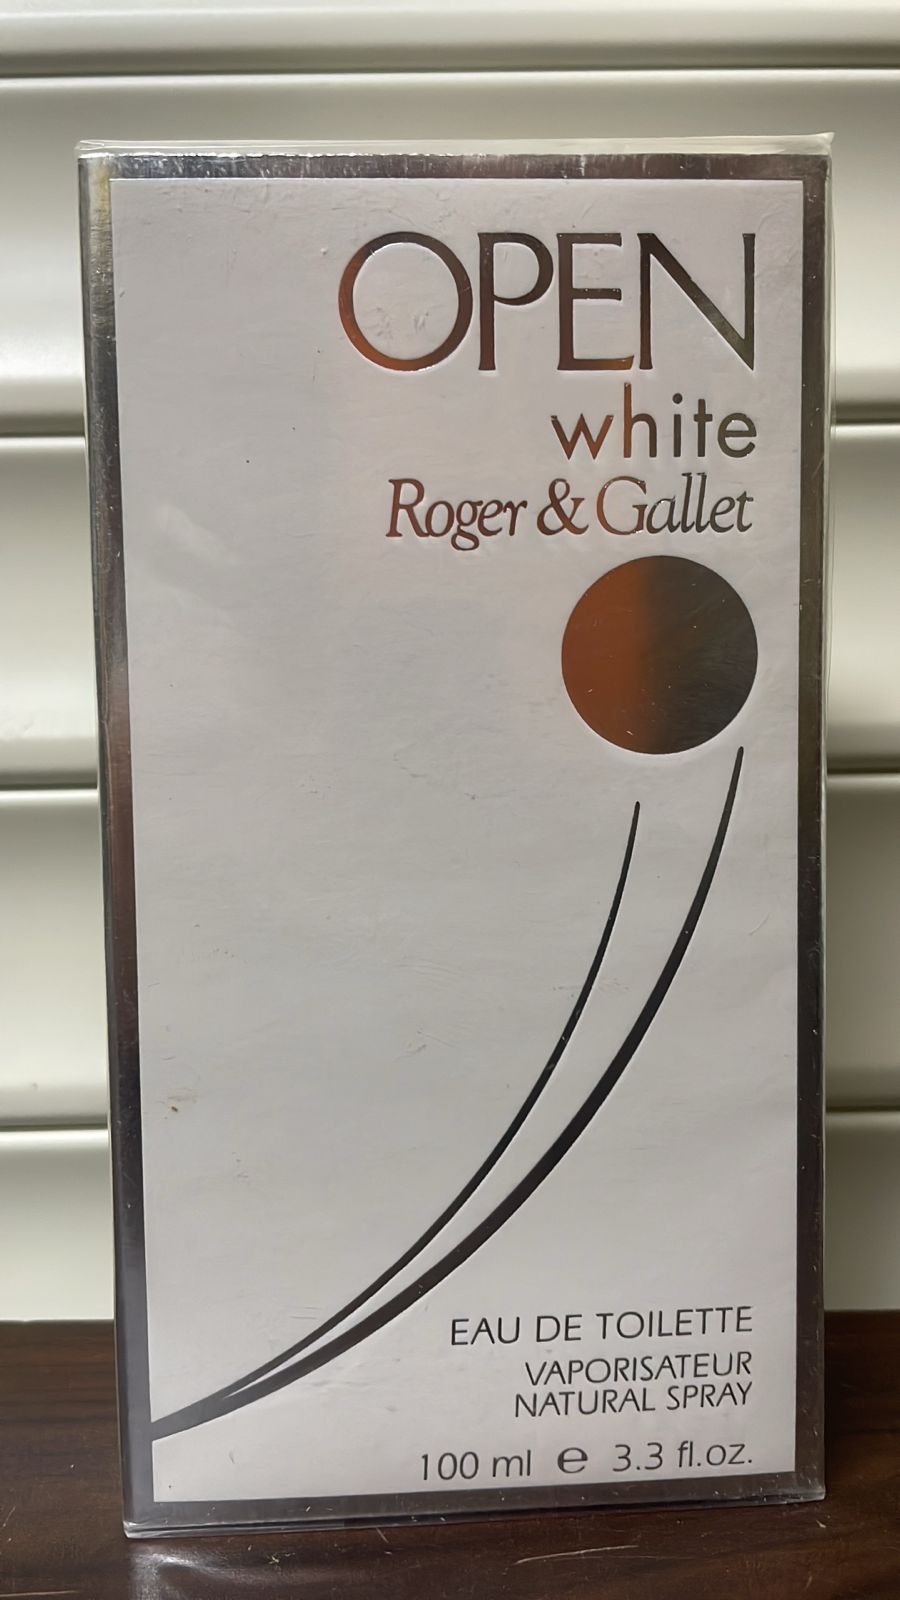 OPEN
white
Roger & Gallet
EAU DE TOILETTE
VAPORISATEUR
NATURAL SPRAY
100 ml ℮ 3.3 fl.oz.